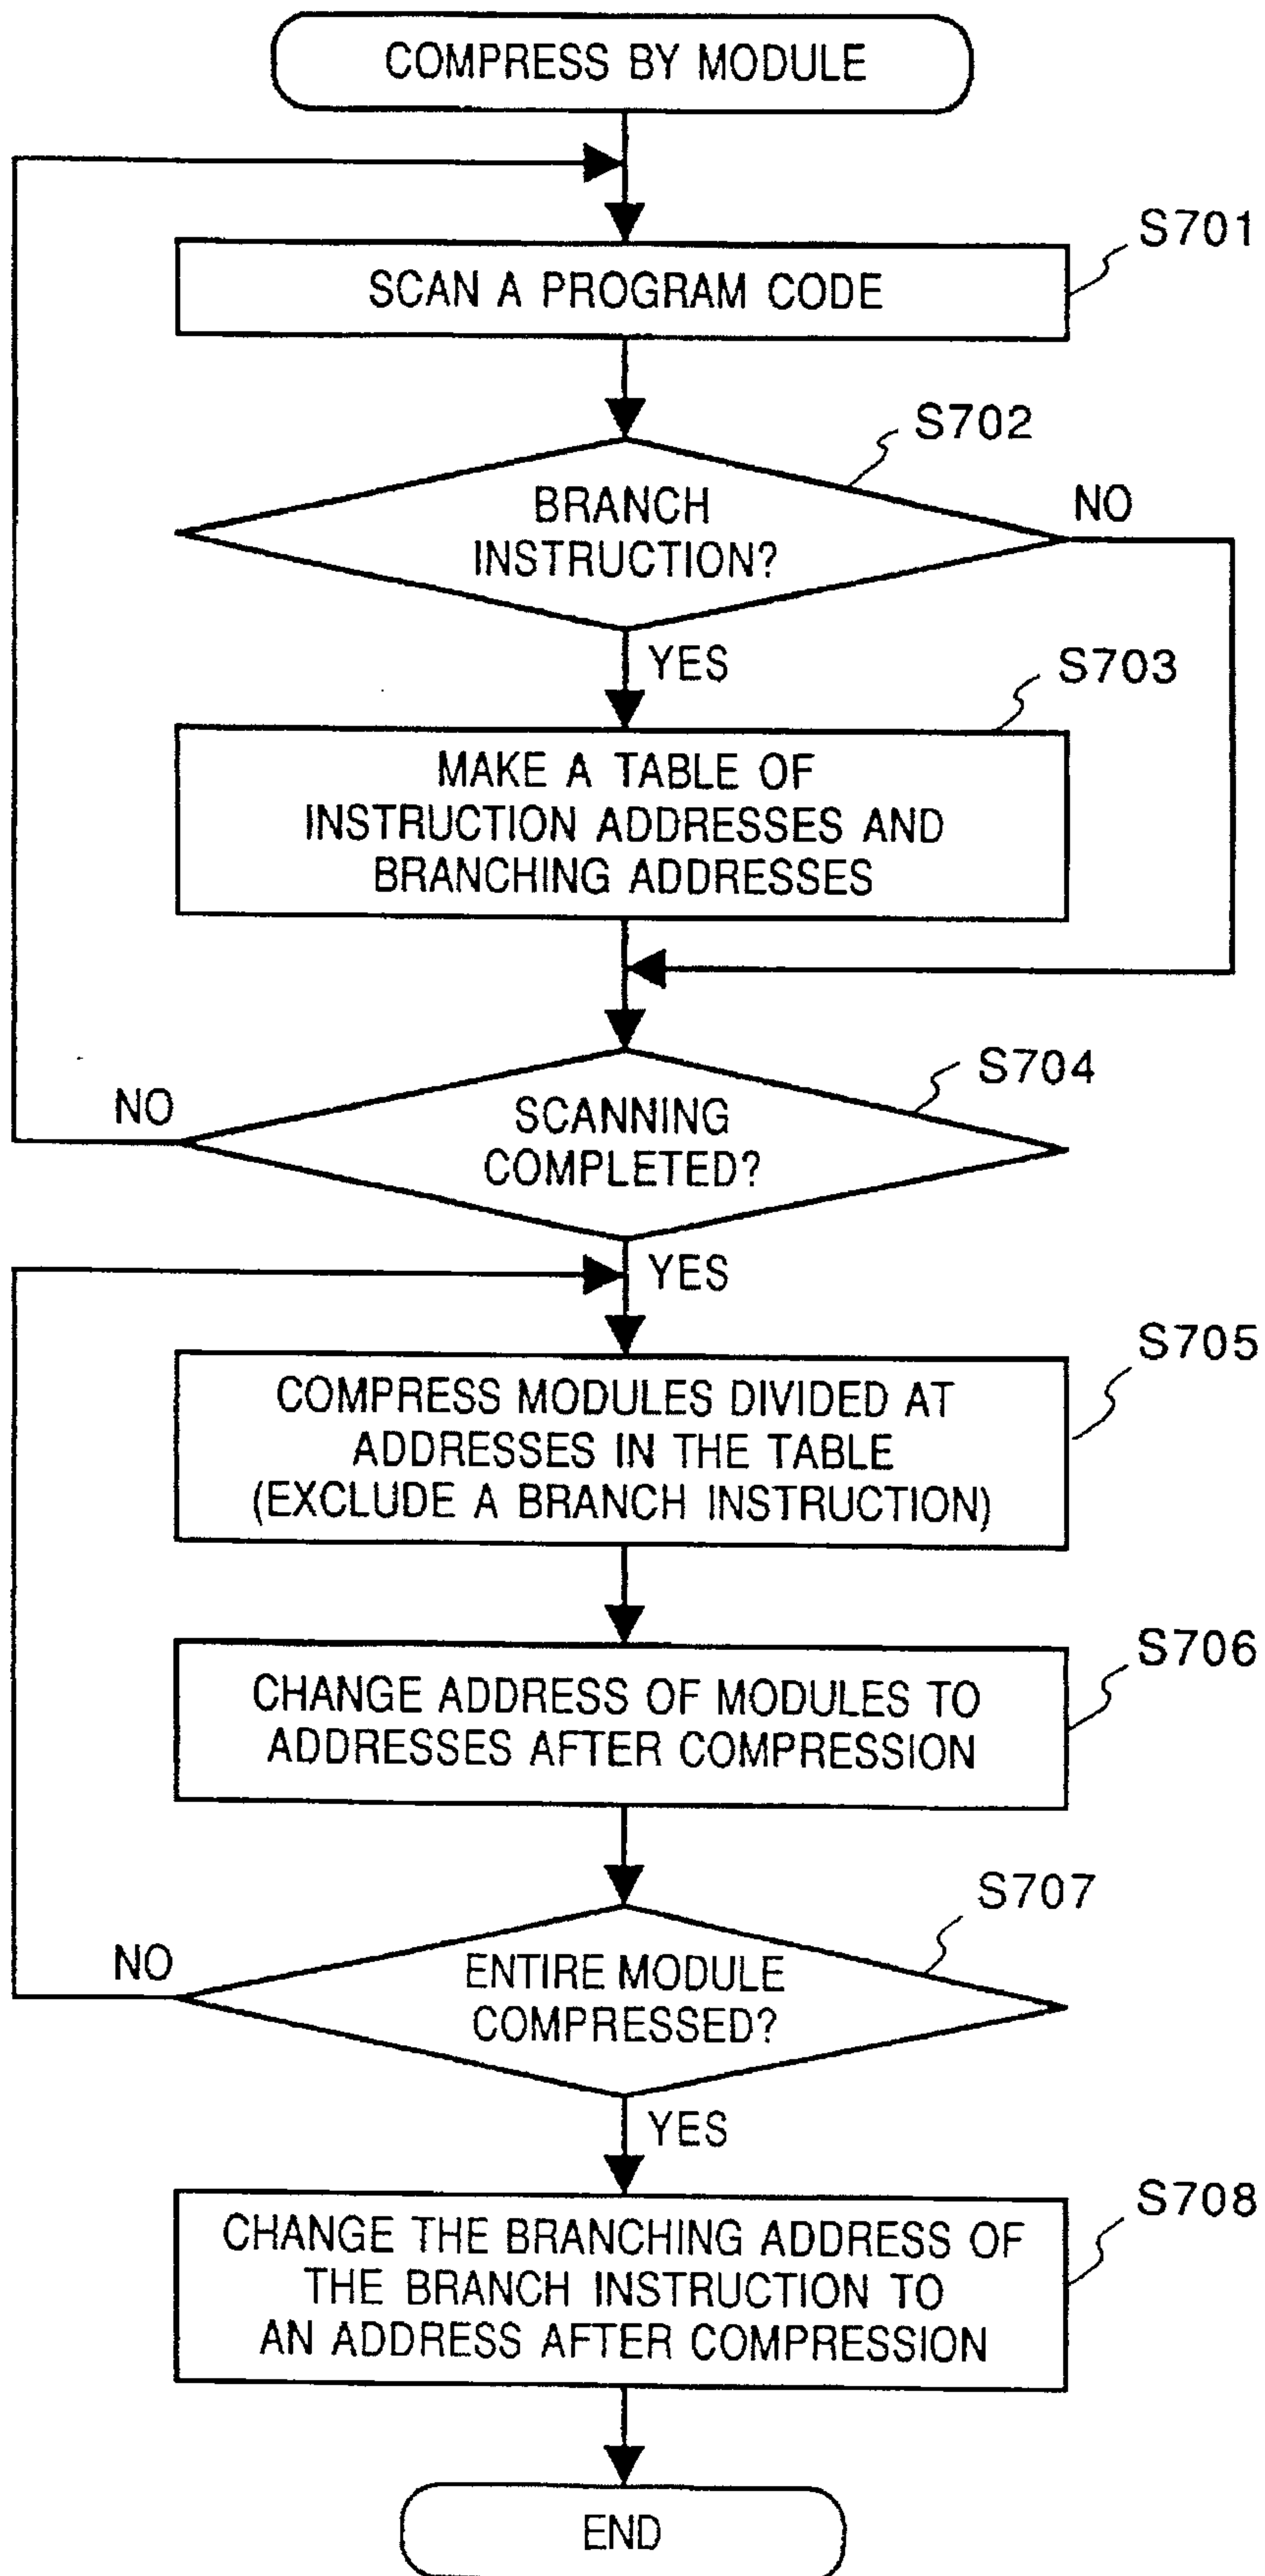 COMPRESS BY MODULE
S701
SCAN A PROGRAM CODE
S702
BRANCH
INSTRUCTION?
NO
YES
S703
MAKE A TABLE OF
INSTRUCTION ADDRESSES AND
BRANCHING ADDRESSES
S704
NO
SCANNING
COMPLETED?
YES
S705
COMPRESS MODULES DIVIDED AT
ADDRESSES IN THE TABLE
(EXCLUDE A BRANCH INSTRUCTION)
S706
CHANGE ADDRESS OF MODULES TO
ADDRESSES AFTER COMPRESSION
S707
NO
ENTIRE MODULE
COMPRESSED?
YES
S708
CHANGE THE BRANCHING ADDRESS OF
THE BRANCH INSTRUCTION TO
AN ADDRESS AFTER COMPRESSION
END